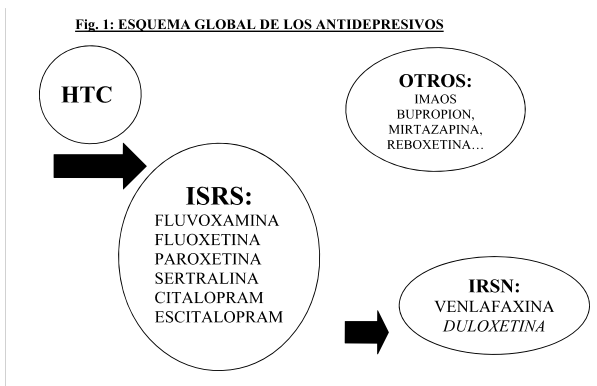 Fig. 1: ESQUEMA GLOBAL DE LOS ANTIDEPRESIVOS
HTC
OTROS:
IMAOS
BUPROPION,
MIRTAZAPINA,
REBOXETINA…
ISRS:
FLUVOXAMINA
FLUOXETINA
PAROXETINA
SERTRALINA
CITALOPRAM
ESCITALOPRAM
IRSN:
VENLAFAXINA
DULOXETINA